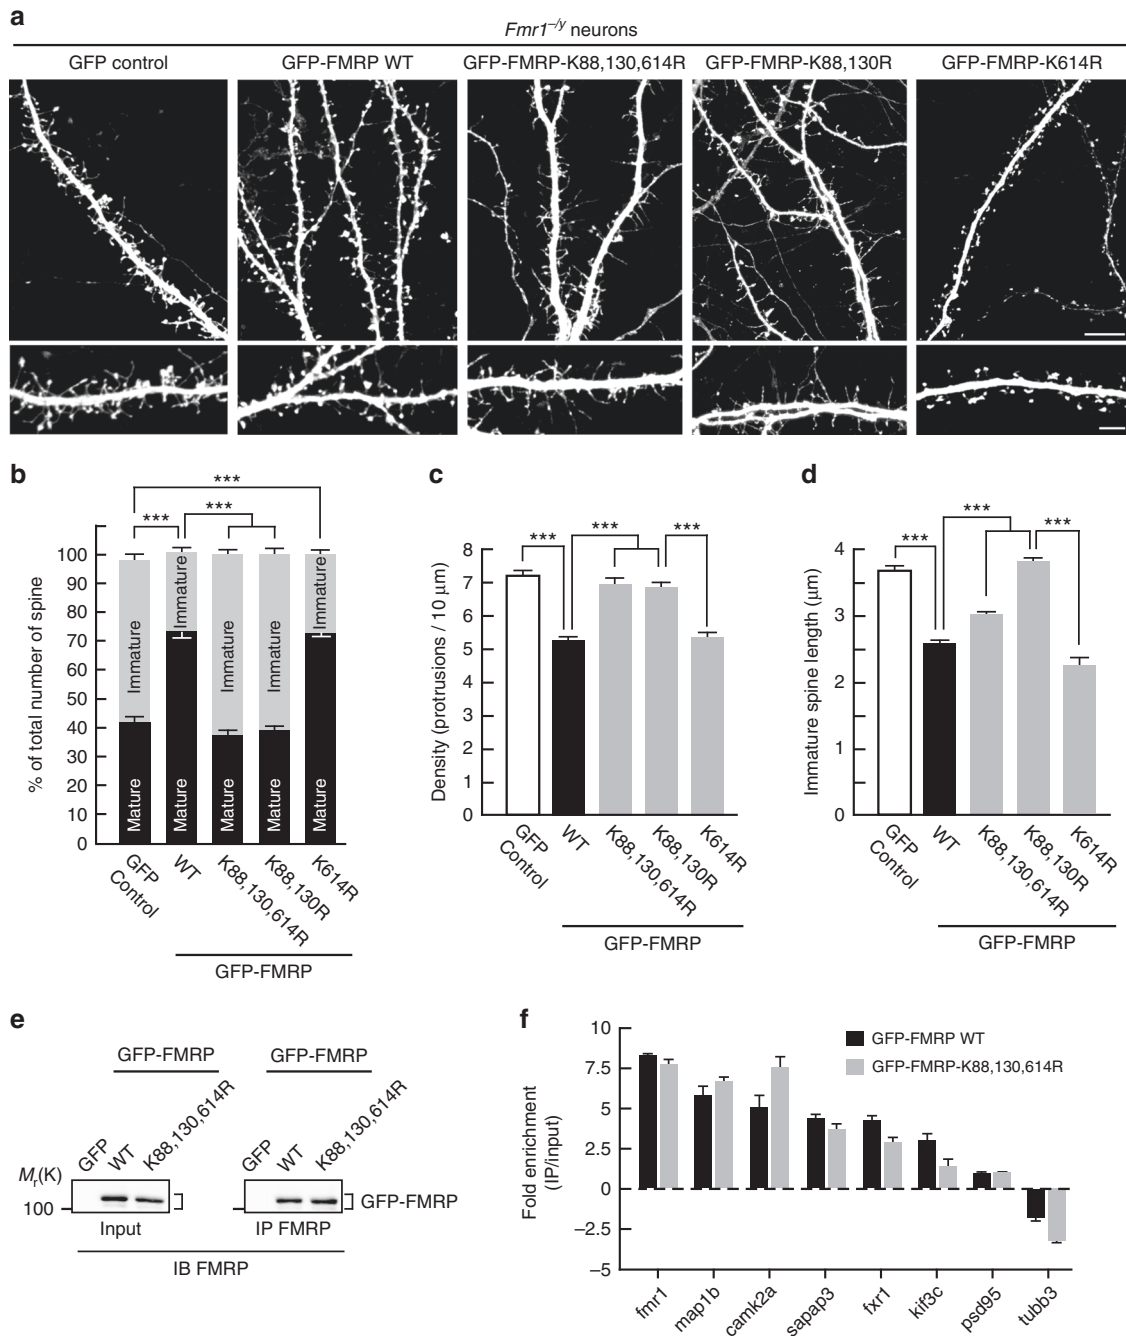 a
Fmr1–/y neurons
GFP control
GFP-FMRP WT
GFP-FMRP-K88,130,614R
GFP-FMRP-K88,130R
GFP-FMRP-K614R
b
***
***
***
% of total number of spine
100
90
80
70
60
50
40
30
20
10
0
Immature
Immature
Immature
Immature
Immature
Mature
Mature
Mature
Mature
Mature
GFP
Control
WT
K88,130,614R
K88,130R
K614R
GFP-FMRP
c
***
***
***
Density (protrusions / 10 μm)
8
7
6
5
4
3
2
1
0
GFP
Control
WT
K88,130,614R
K88,130R
K614R
GFP-FMRP
d
***
***
***
Immature spine length (μm)
4
3
2
1
0
GFP
Control
WT
K88,130,614R
K88,130R
K614R
GFP-FMRP
e
GFP-FMRP
GFP-FMRP
GFP
WT
K88,130,614R
GFP
WT
K88,130,614R
Mr(K)
100
GFP-FMRP
Input
IP FMRP
IB FMRP
f
Fold enrichment
(IP/input)
10
7.5
5
2.5
0
–2.5
–5
GFP-FMRP WT
GFP-FMRP-K88,130,614R
fmr1
map1b
camk2a
sapap3
fxr1
kif3c
psd95
tubb3